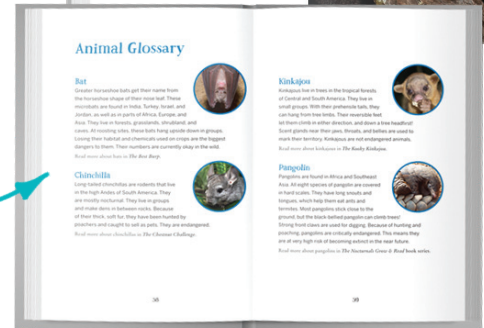 Animal Glossary
Bat
Greater horseshoe bats get their name from
the horseshoe shape of their nose leaf. These
microbats are found in India, Turkey, Israel, and
Jordan, as well as in parts of Africa, Europe, and
Asia. They live in forests, grasslands, shrubland, and
caves. At roosting sites, these bats hang upside down in groups.
Losing their habitat and chemicals used on crops are the biggest
dangers to them. Their numbers are currently okay in the wild.
Read more about bats in The Best Burp.
Chinchilla
Long-tailed chinchillas are rodents that live
in the high Andes of South America. They
are mostly nocturnal. They live in groups
and make dens in between rocks. Because
of their thick, soft fur, they have been hunted by
poachers and caught to sell as pets. They are endangered.
Read more about chinchillas in The Chestnut Challenge.
Kinkajou
Kinkajous live in trees in the tropical forests
of Central and South America. They live in
small groups. With their prehensile tails, they
can hang from tree limbs. Their reversible feet
let them climb in either direction, and down a tree headfirst!
Scent glands near their jaws, throats, and bellies are used to
mark their territory. Kinkajous are not endangered animals.
Read more about kinkajous in The Kooky Kinkajou.
Pangolin
Pangolins are found in Africa and Southeast
Asia. All eight species of pangolin are covered
in hard scales. They have long snouts and
tongues, which help them eat ants and
termites. Most pangolins stick close to the
ground, but the black-bellied pangolin can climb trees!
Strong front claws are used for digging. Because of hunting and
poaching, pangolins are critically endangered. This means they
are at very high risk of becoming extinct in the near future.
Read more about pangolins in The Nocturnals Grow & Read book series.